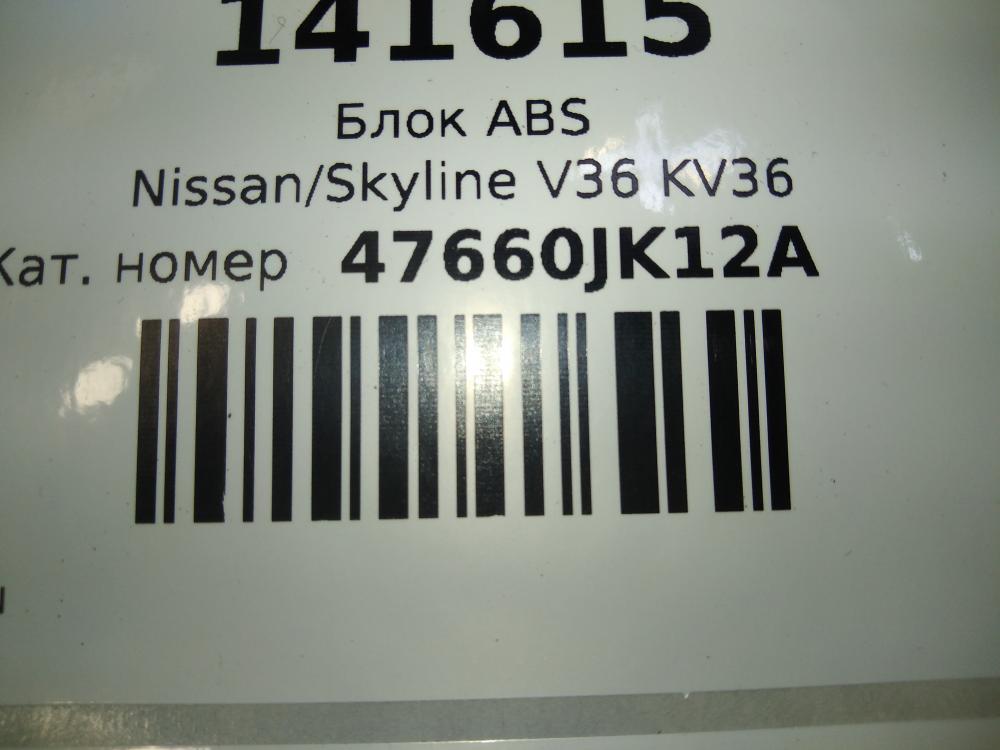 141615
Блок ABS
Nissan/Skyline V36 KV36
Кат. номер 47660JK12A